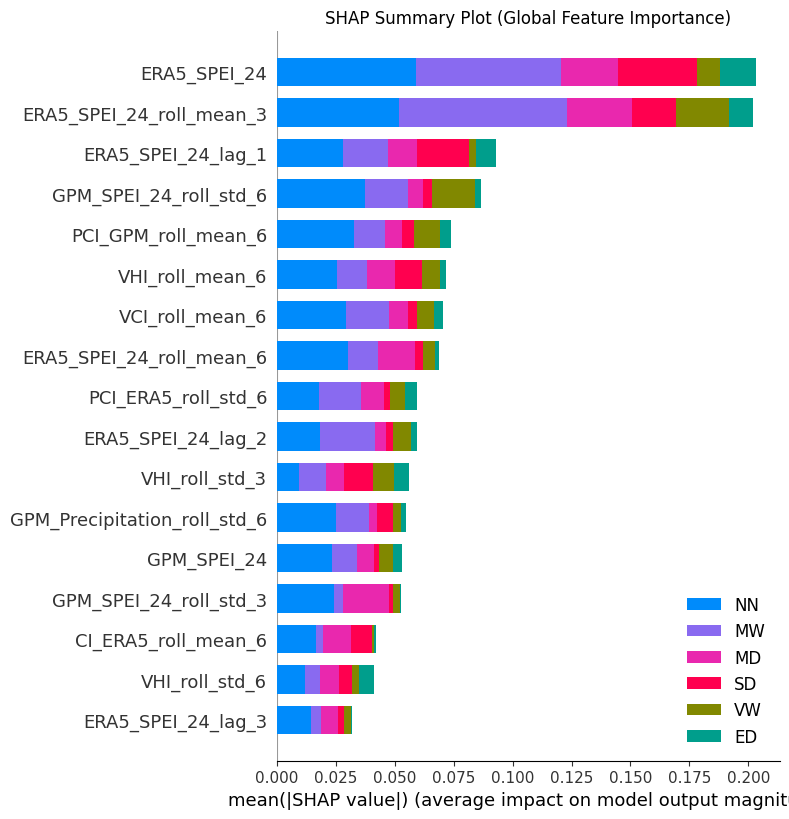 SHAP Summary Plot (Global Feature Importance)
ERA5_SPEI_24
ERA5_SPEI_24_roll_mean_3
ERA5_SPEI_24_lag_1
GPM_SPEI_24_roll_std_6
PCI_GPM_roll_mean_6
VHI_roll_mean_6
VCI_roll_mean_6
ERA5_SPEI_24_roll_mean_6
PCI_ERA5_roll_std_6
ERA5_SPEI_24_lag_2
VHI_roll_std_3
GPM_Precipitation_roll_std_6
GPM_SPEI_24
GPM_SPEI_24_roll_std_3
CI_ERA5_roll_mean_6
VHI_roll_std_6
ERA5_SPEI_24_lag_3
NN
MW
MD
SD
VW
ED
0.000 0.025 0.050 0.075 0.100 0.125 0.150 0.175 0.200
mean(|SHAP value|) (average impact on model output magnitu